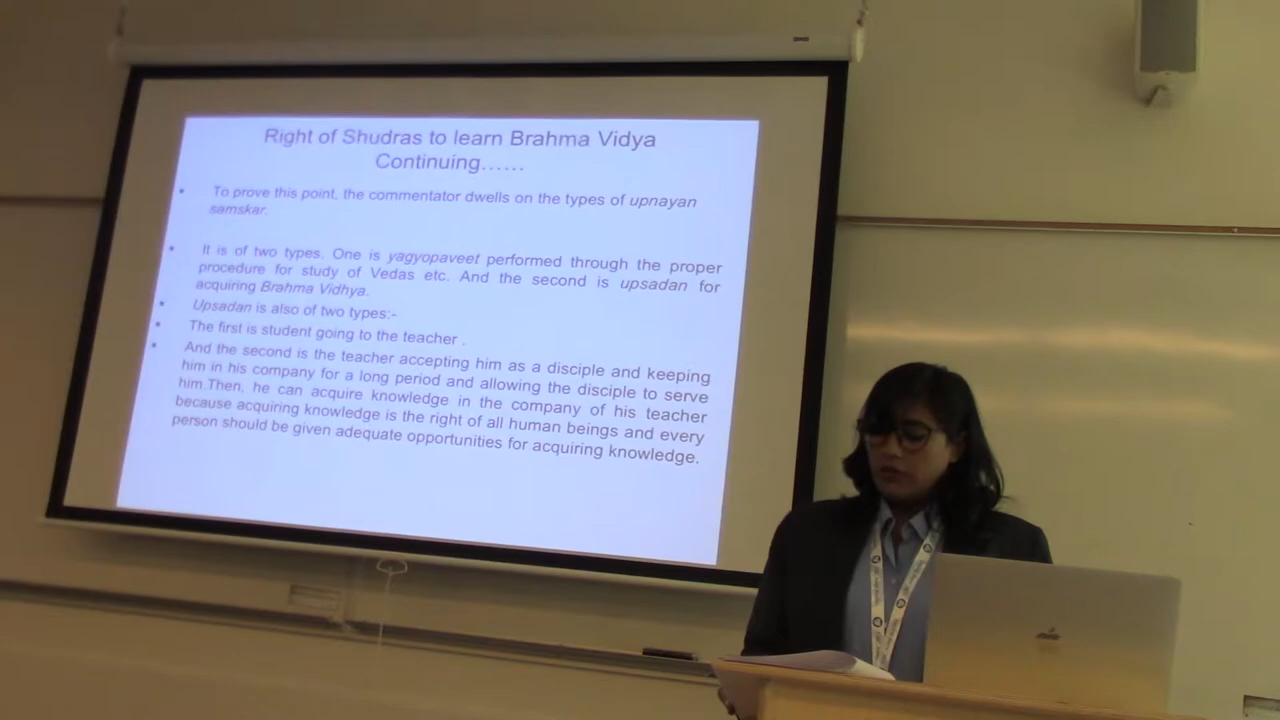 Right of Shudras to learn Brahma Vidya
Continuing......
• To prove this point, the commentator dwells on the types of upnayan
samskar.
• It is of two types. One is yagyopaveet performed through the proper
procedure for study of Vedas etc. And the second is upsadan for
acquiring Brahma Vidhya.
• Upsadan is also of two types:-
• The first is student going to the teacher .
• And the second is the teacher accepting him as a disciple and keeping
him in his company for a long period and allowing the disciple to serve
him.Then, he can acquire knowledge in the company of his teacher
because acquiring knowledge is the right of all human beings and every
person should be given adequate opportunities for acquiring knowledge.